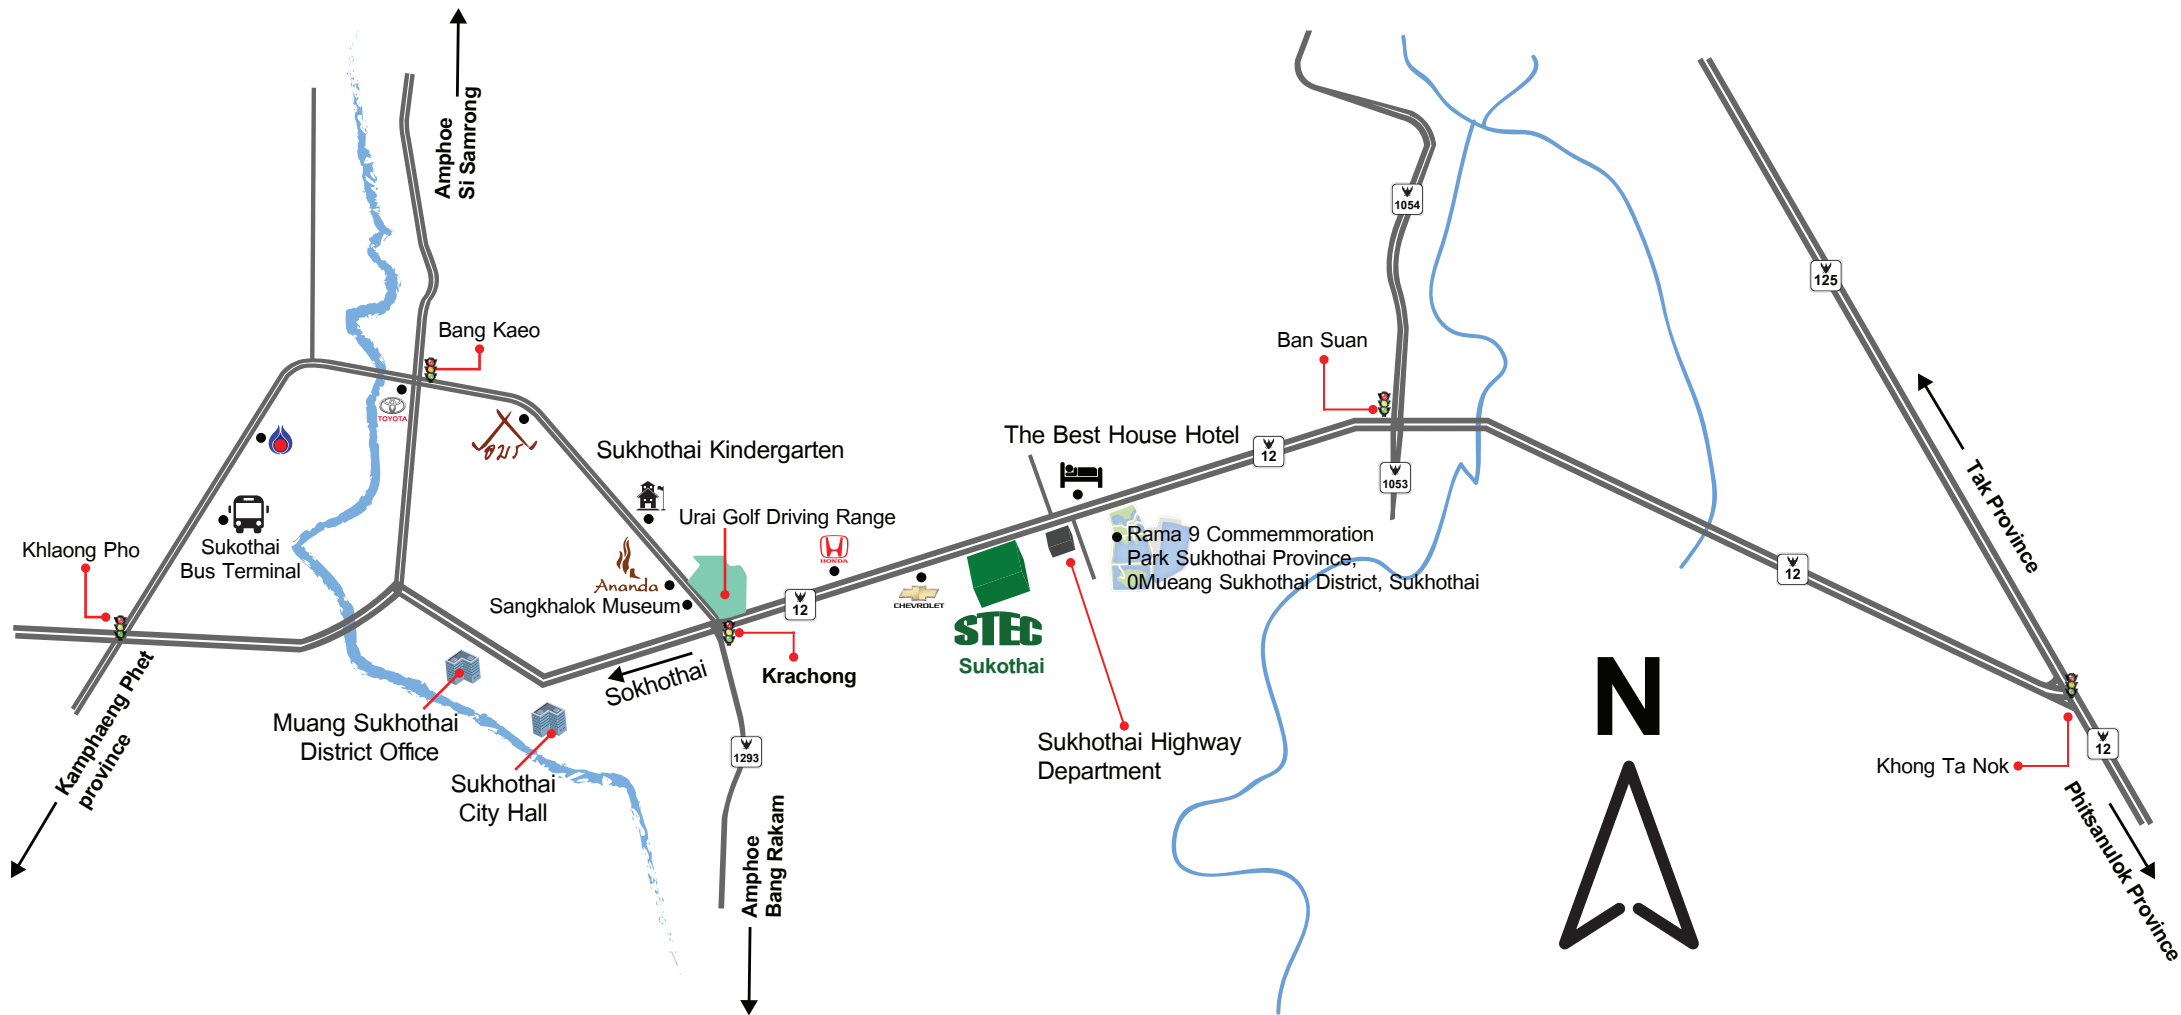 Amphoe
Si Samrong
1054
125
Bang Kaeo
Ban Suan
TOYOTA
อบร
Sukhothai Kindergarten
The Best House Hotel
12
1053
Tak Province
Urai Golf Driving Range
Rama 9 Commemmoration
Park Sukhothai Province,
0Mueang Sukhothai District, Sukhothai
Khlaong Pho
Sukothai
Bus Terminal
HONDA
12
Ananda
Sangkhalok Museum
CHEVROLET
12
STEC
Sukothai
Krachong
Sokhothai
Kamphaeng Phet
province
Muang Sukhothai
District Office
Sukhothai
City Hall
1293
Sukhothai Highway
Department
N
12
Khong Ta Nok
Phitsanulok Province
Amphoe
Bang Rakam